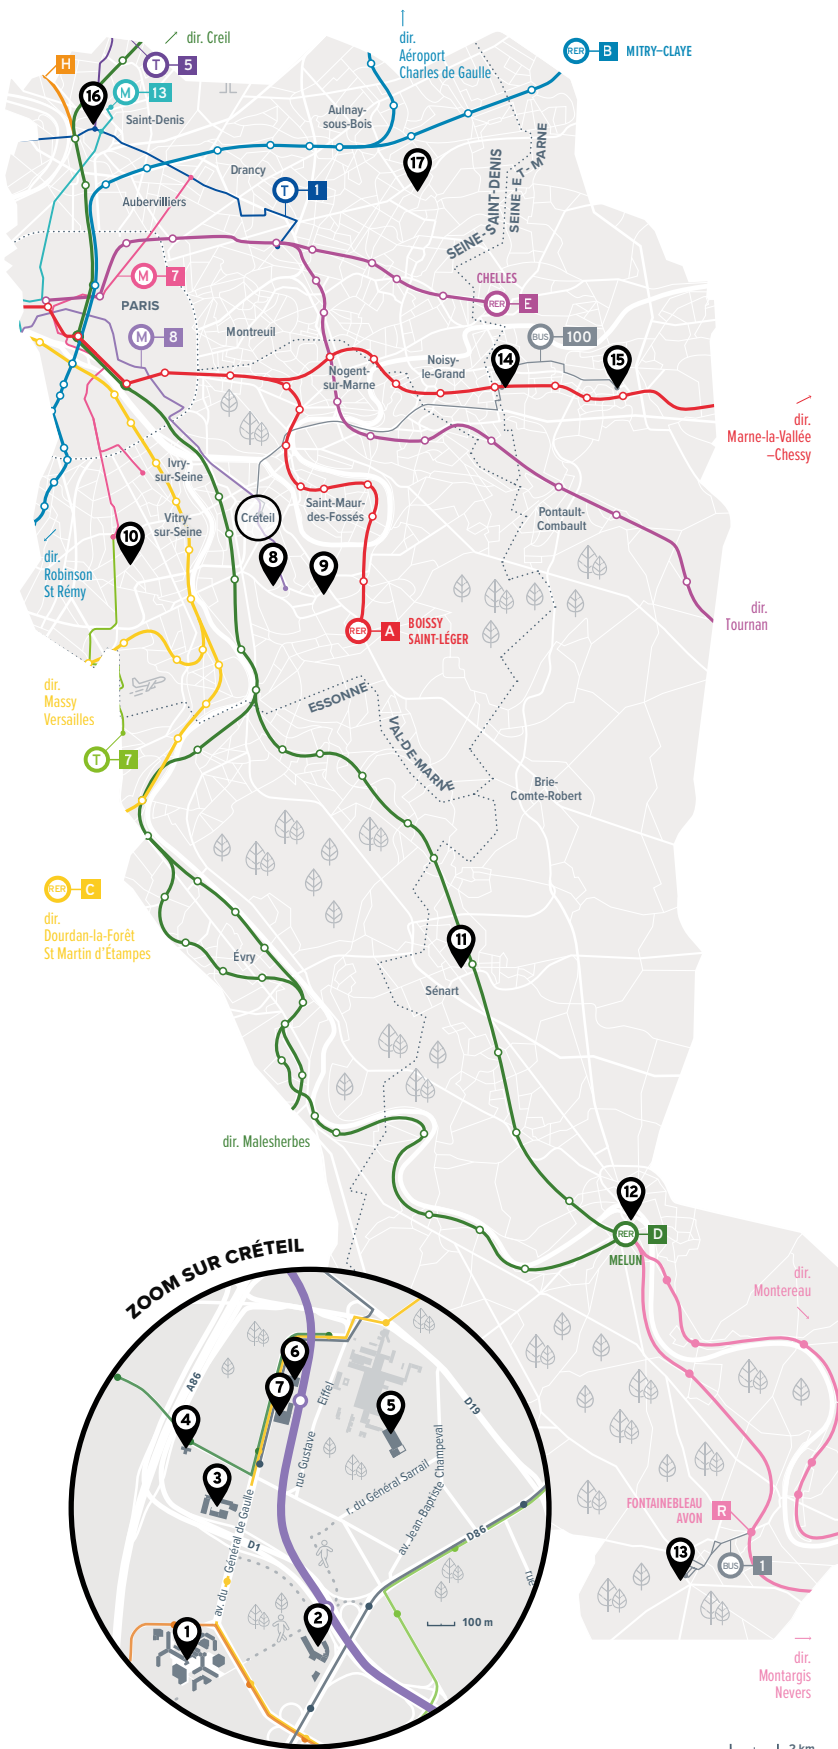 dir. Creil
dir.
Aéroport
Charles de Gaulle
RER B MITRY–CLAYE
H
T 5
M 13
16
Saint-Denis
Aulnay-
sous-Bois
17
Drancy
T 1
Aubervilliers
SEINE-SAINT-DENIS
SEINE-ET-MARNE
M 7
CHELLES
RER E
PARIS
M 8
Montreuil
BUS 100
Noisy-
le-Grand
14
15
Nogent-
sur-Marne
dir.
Marne-la-Vallée
–Chessy
Ivry-
sur-Seine
Saint-Maur-
des-Fossés
Créteil
Vitry-
sur-Seine
Pontault-
Combault
10
8
9
dir.
Robinson
St Rémy
RER A BOISSY
SAINT-LÉGER
dir.
Tournan
dir.
Massy
Versailles
ESSONNE
VAL-DE-MARNE
T 7
Brie-
Comte-Robert
RER C
dir.
Dourdan-la-Forêt
St Martin d'Étampes
11
Évry
Sénart
dir. Malesherbes
12
RER D
MELUN
dir.
Montereau
ZOOM SUR CRÉTEIL
6
7
5
4
3
A86
Eiffel
rue Gustave
D19
r. du Général Sarrail
av. Jean-Baptiste Champeval
av. du Général de Gaulle
D1
D86
rue
2
1
100 m
FONTAINEBLEAU
AVON
R
13
BUS 1
dir.
Montargis
Nevers
2 km